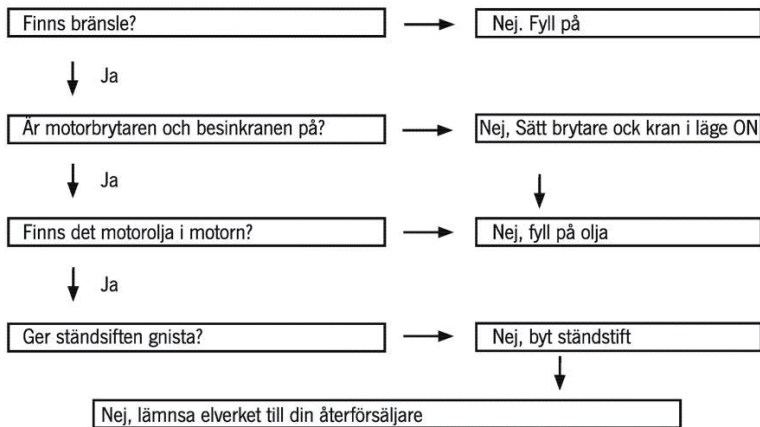 Finns bränsle?
Nej. Fyll på
Ja
Är motorbrytaren och besinkranen på?
Nej, Sätt brytare ock kran i läge ON
Ja
Finns det motorolja i motorn?
Nej, fyll på olja
Ja
Ger ständsiften gnista?
Nej, byt ständstift
Nej, lämnsa elverket till din återförsäljare